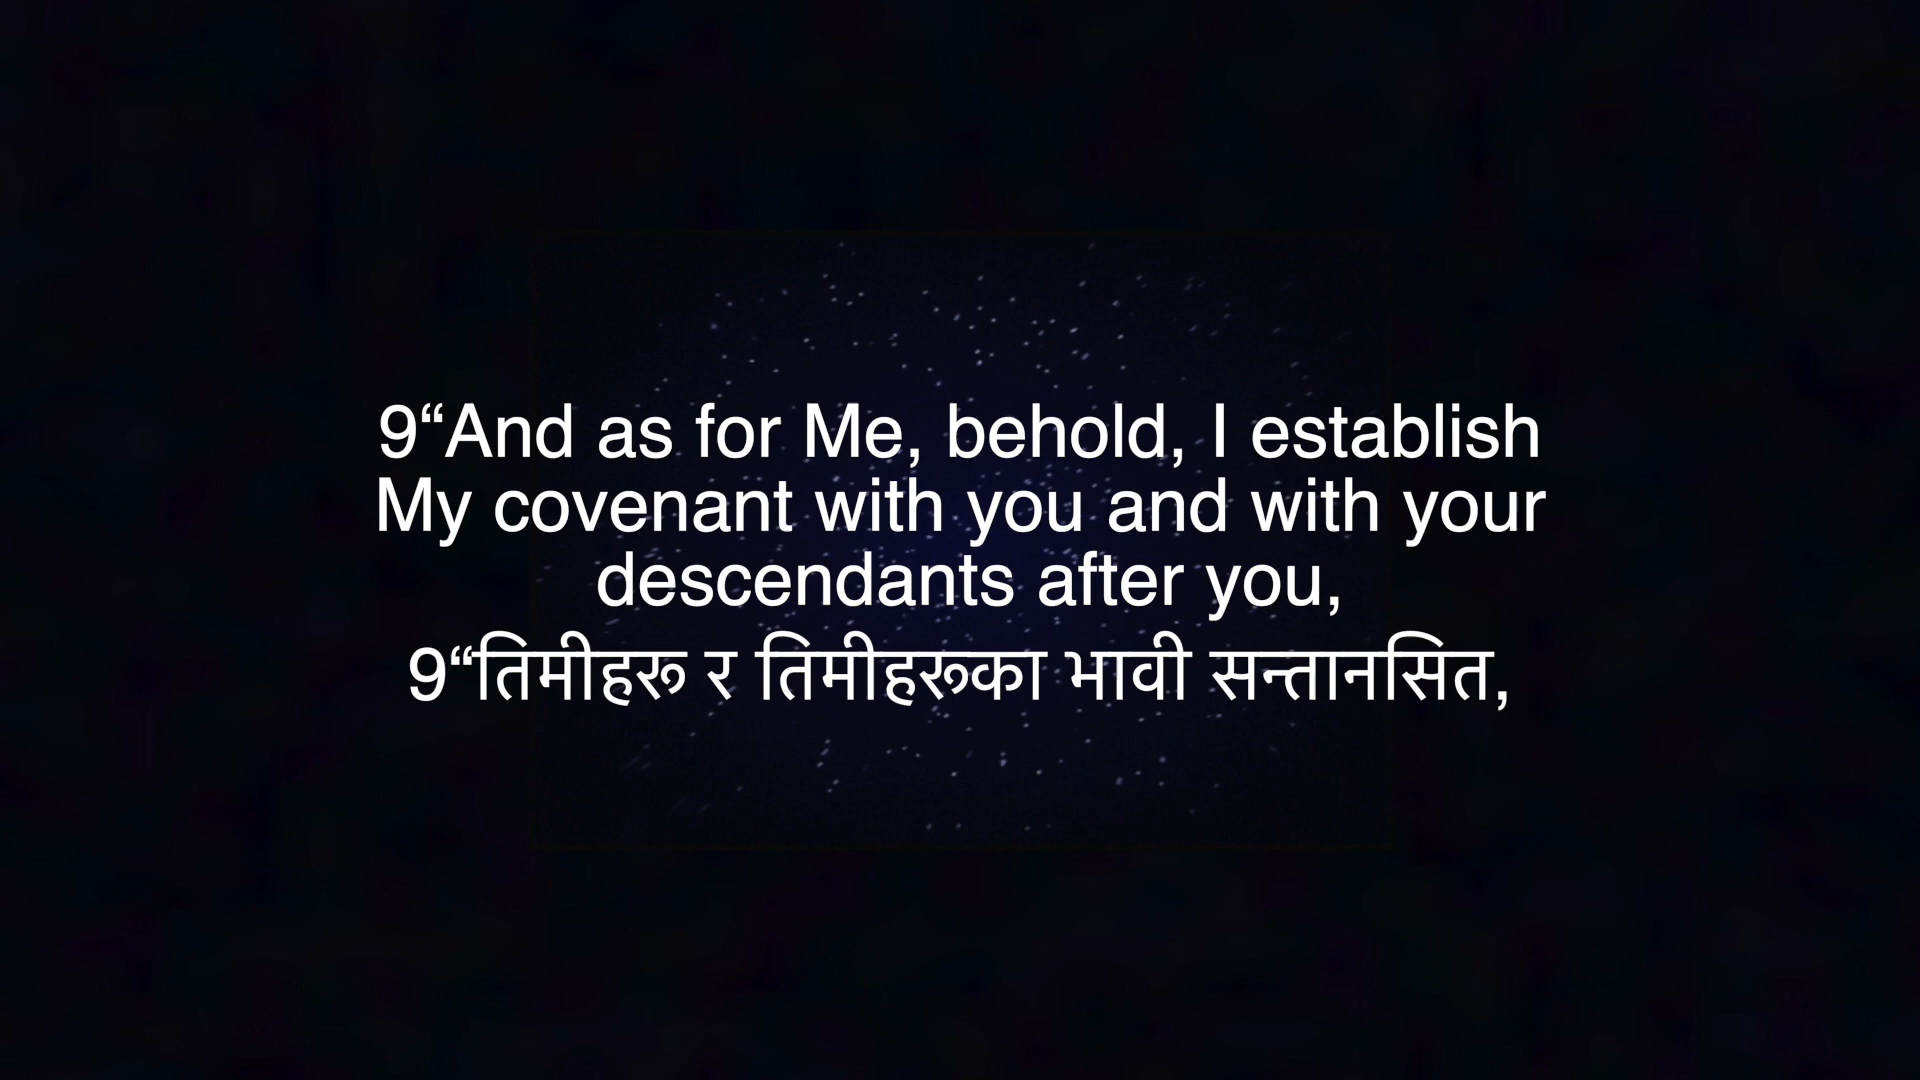 9“And as for Me, behold, I establish
My covenant with you and with your
descendants after you,
9“तिमीहरू र तिमीहरूका भावी सन्तानसित,